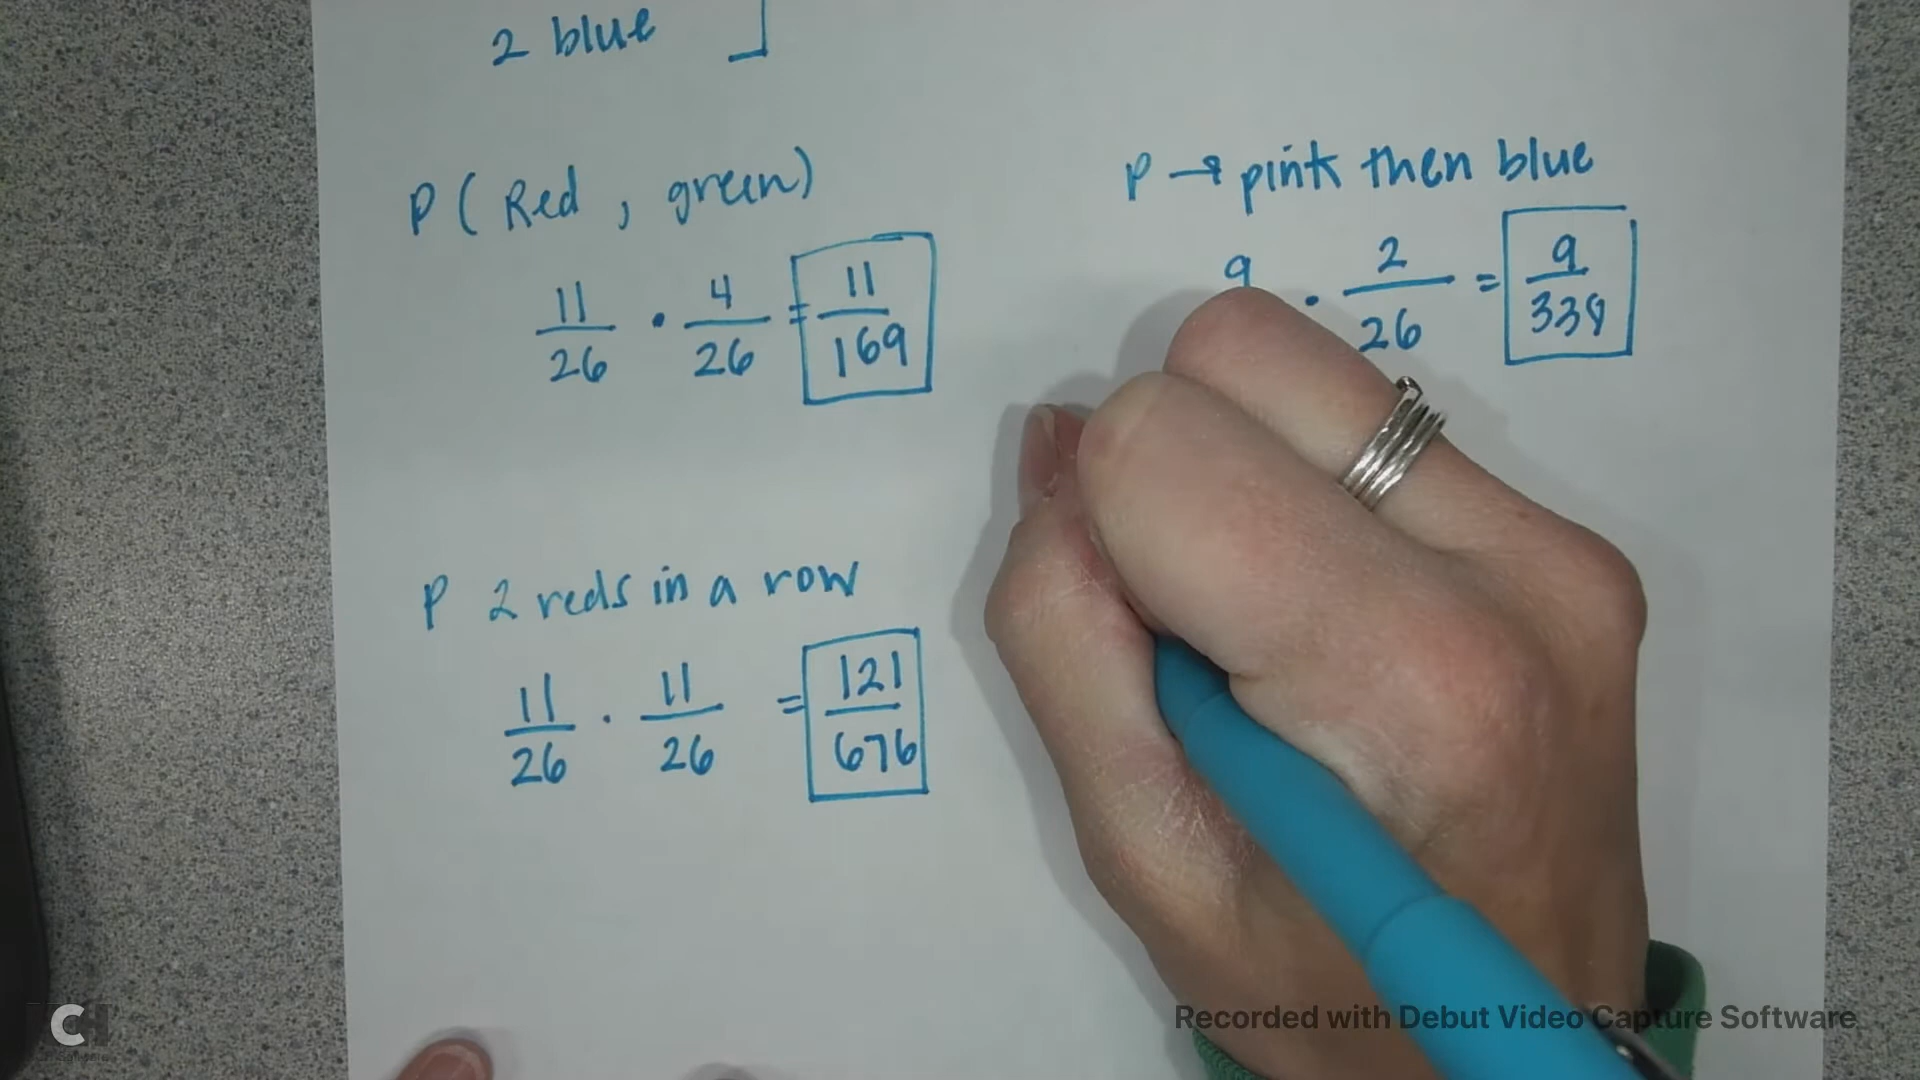 2 blue ]
P ( Red , green)
11/26 · 4/26 = 11/169
P → pink then blue
9 · 2/26 = 9/338
P 2 reds in a row
11/26 · 11/26 = 121/676
Recorded with Debut Video Capture Software